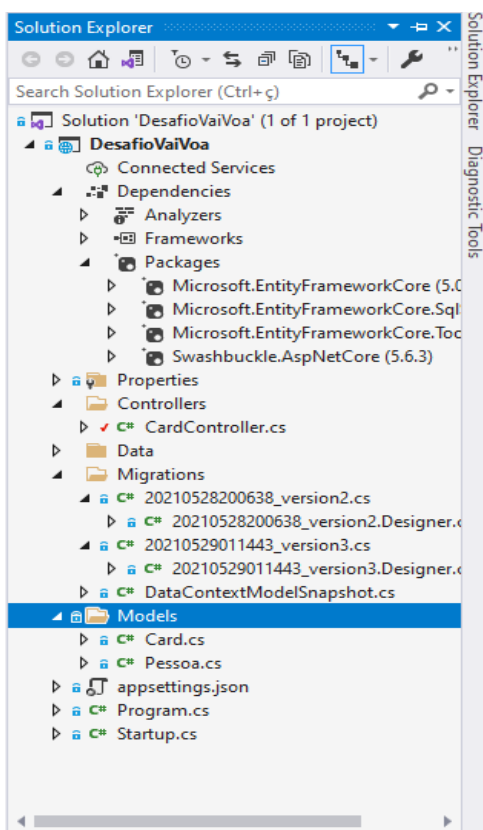 Solution Explorer
Search Solution Explorer (Ctrl+ç)
Solution 'DesafioVaiVoa' (1 of 1 project)
DesafioVaiVoa
Connected Services
Dependencies
Analyzers
Frameworks
Packages
Microsoft.EntityFrameworkCore (5.0
Microsoft.EntityFrameworkCore.Sql
Microsoft.EntityFrameworkCore.Too
Swashbuckle.AspNetCore (5.6.3)
Properties
Controllers
C# CardController.cs
Data
Migrations
C# 20210528200638_version2.cs
C# 20210528200638_version2.Designer.c
C# 20210529011443_version3.cs
C# 20210529011443_version3.Designer.c
C# DataContextModelSnapshot.cs
Models
C# Card.cs
C# Pessoa.cs
appsettings.json
C# Program.cs
C# Startup.cs
Solution Explorer
Diagnostic Tools